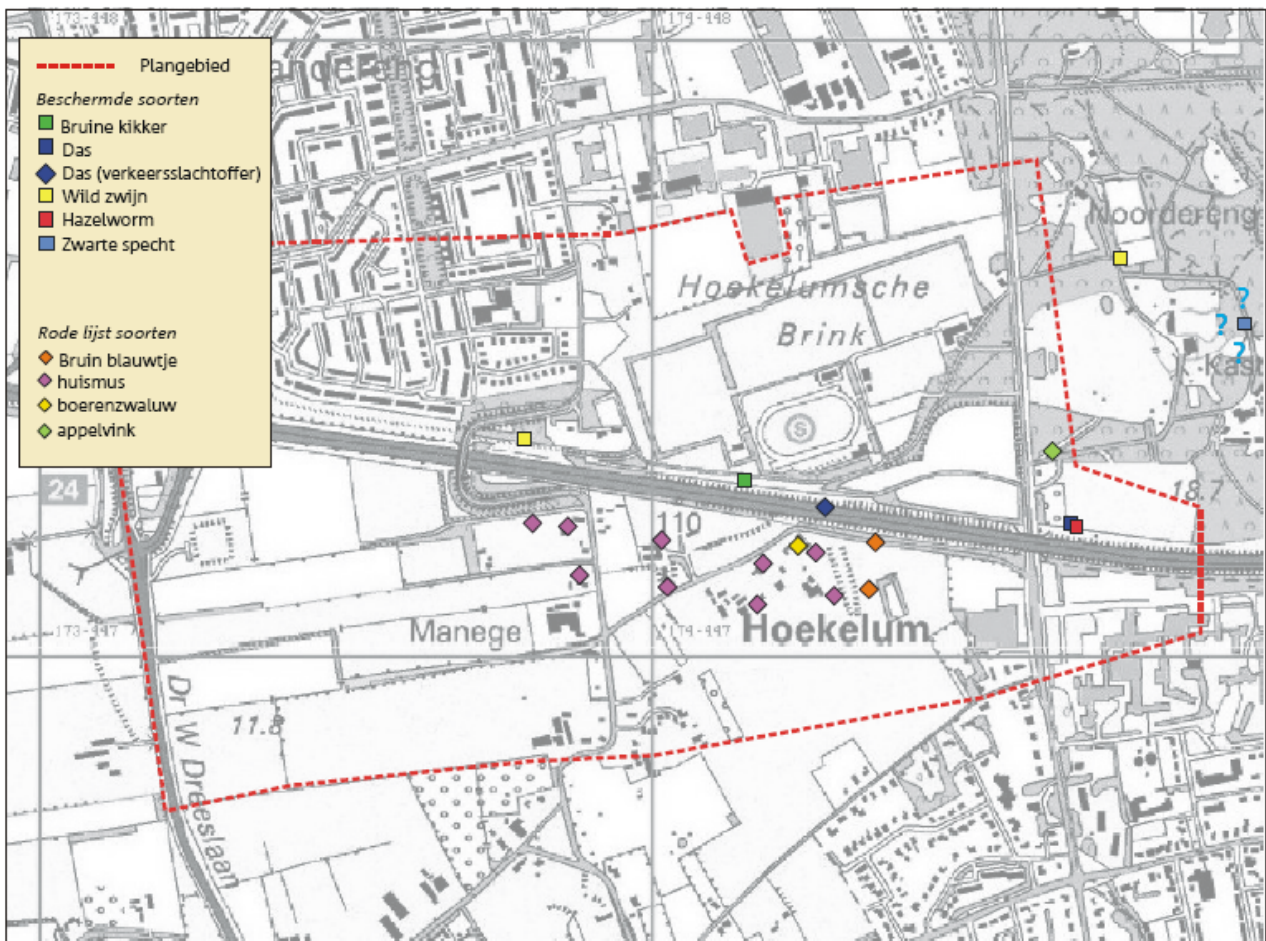 173-448
174-448
Plangebied
Beschermde soorten
Bruine kikker
Das
Das (verkeersslachtoffer)
Wild zwijn
Hazelworm
Zwarte specht
Rode lijst soorten
Bruin blauwtje
huismus
boerenzwaluw
appelvink
andereng
Noordereng
Hoekelumsche
Brink
?
?
?
Kast
S
24
18.7
110
173-447
174-447
Manege
Hoekelum
11.8
Dr W Dreeslaan